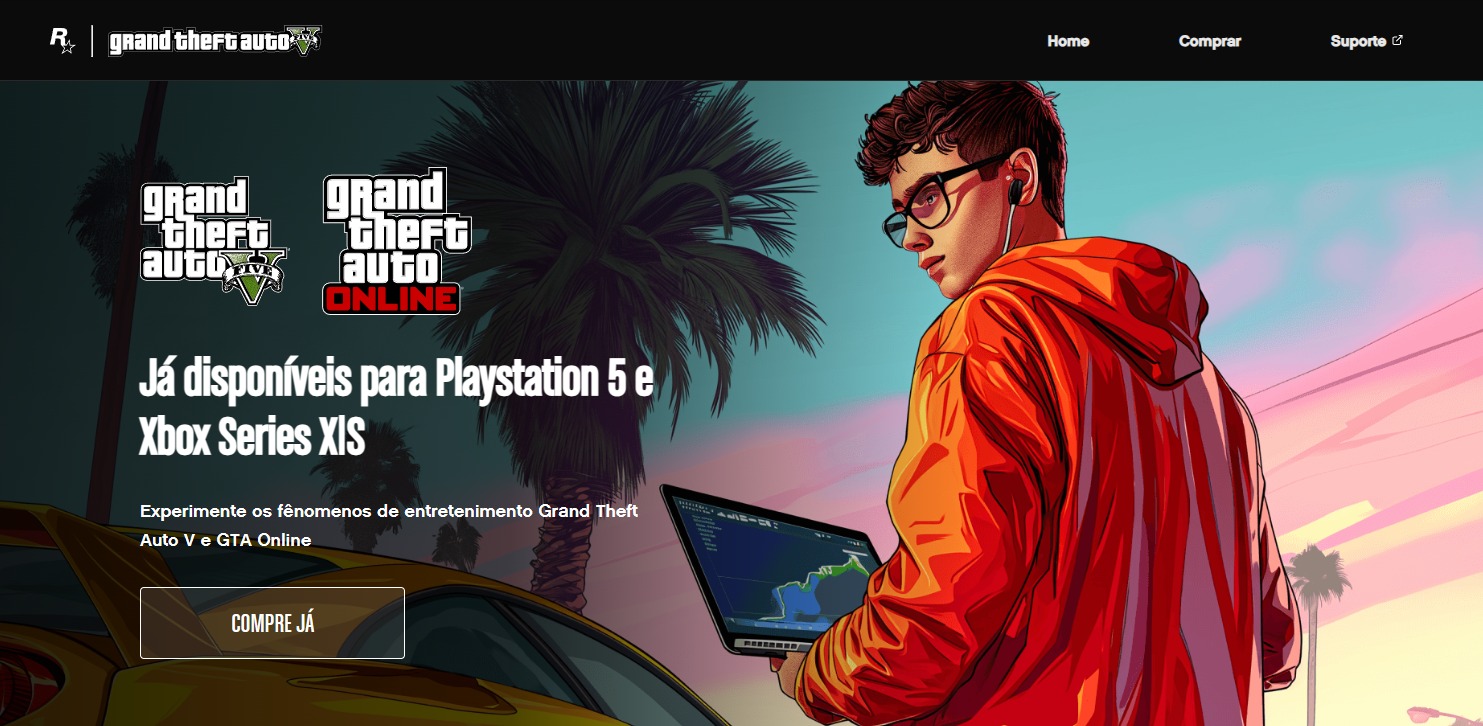 R
grand theft auto V
FIVE
Home
Comprar
Suporte
grand
theft
auto V
FIVE
grand
theft
auto
ONLINE
Já disponíveis para Playstation 5 e
Xbox Series X|S
Experimente os fênomenos de entretenimento Grand Theft
Auto V e GTA Online
COMPRE JÁ